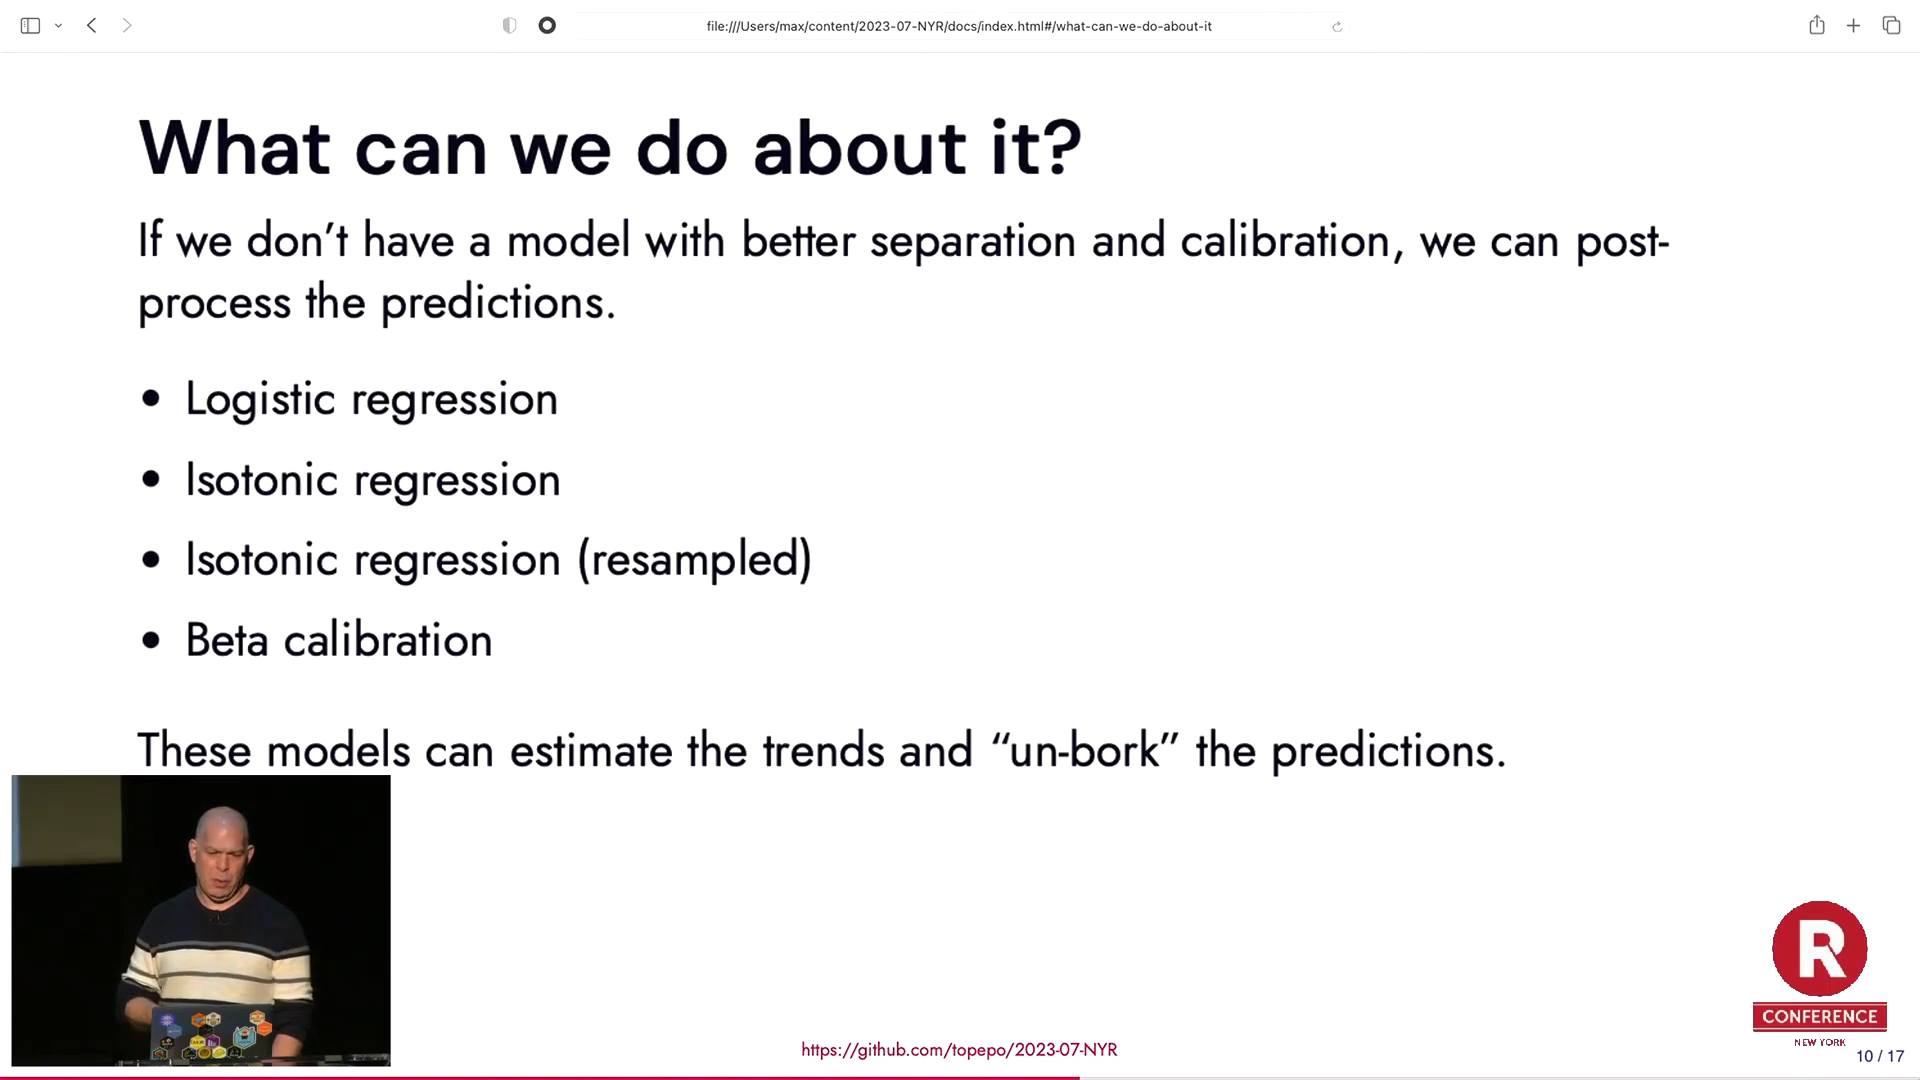 file:///Users/max/content/2023-07-NYR/docs/index.html#/what-can-we-do-about-it
What can we do about it?
If we don’t have a model with better separation and calibration, we can post-
process the predictions.
• Logistic regression
• Isotonic regression
• Isotonic regression (resampled)
• Beta calibration
These models can estimate the trends and “un-bork” the predictions.
R
CONFERENCE
NEW YORK
https://github.com/topepo/2023-07-NYR
10 / 17